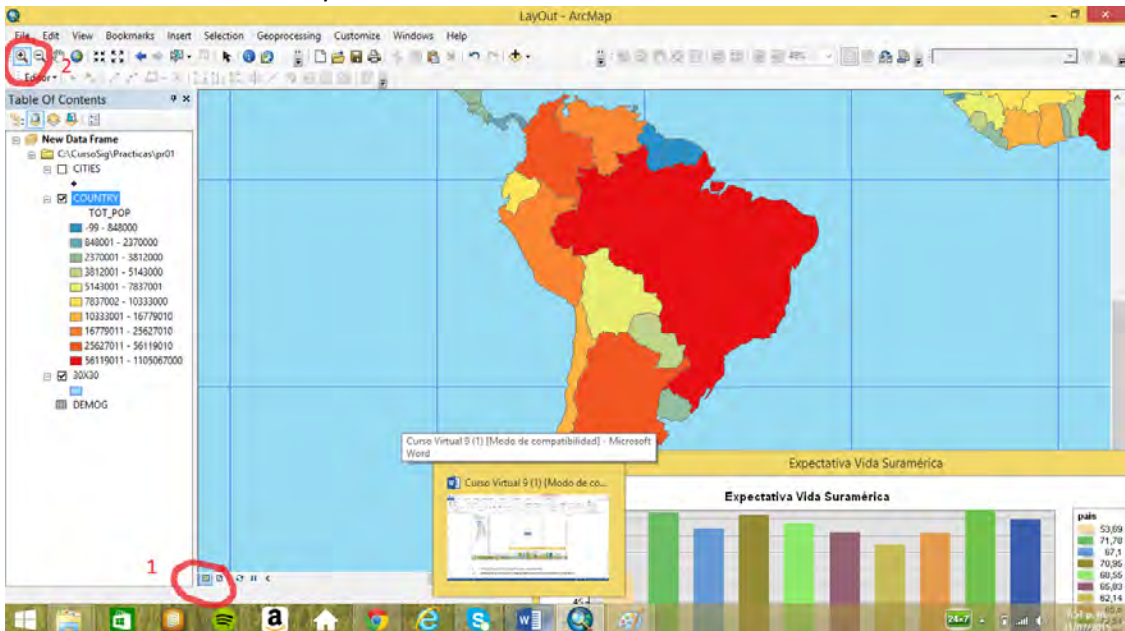 LayOut - ArcMap
File Edit View Bookmarks Insert Selection Geoprocessing Customize Windows Help
2
Editor
Table Of Contents
New Data Frame
C:\CursoSig\Practicas\pr01
CITIES
COUNTRY
TOT_POP
-99 - 848000
848001 - 2370000
2370001 - 3812000
3812001 - 5143000
5143001 - 7837001
7837002 - 10333000
10333001 - 16779010
16779011 - 25627010
25627011 - 56119010
56119011 - 1105067000
30X30
DEMOG
Curso Virtual 9 (1) [Modo de compatibilidad] - Microsoft
Word
Curso Virtual 9 (1) [Modo de co...
Expectativa Vida Suramérica
Expectativa Vida Suramérica
pais
53,69
71,78
67,1
70,95
68,55
65,83
62,14
1
24x7